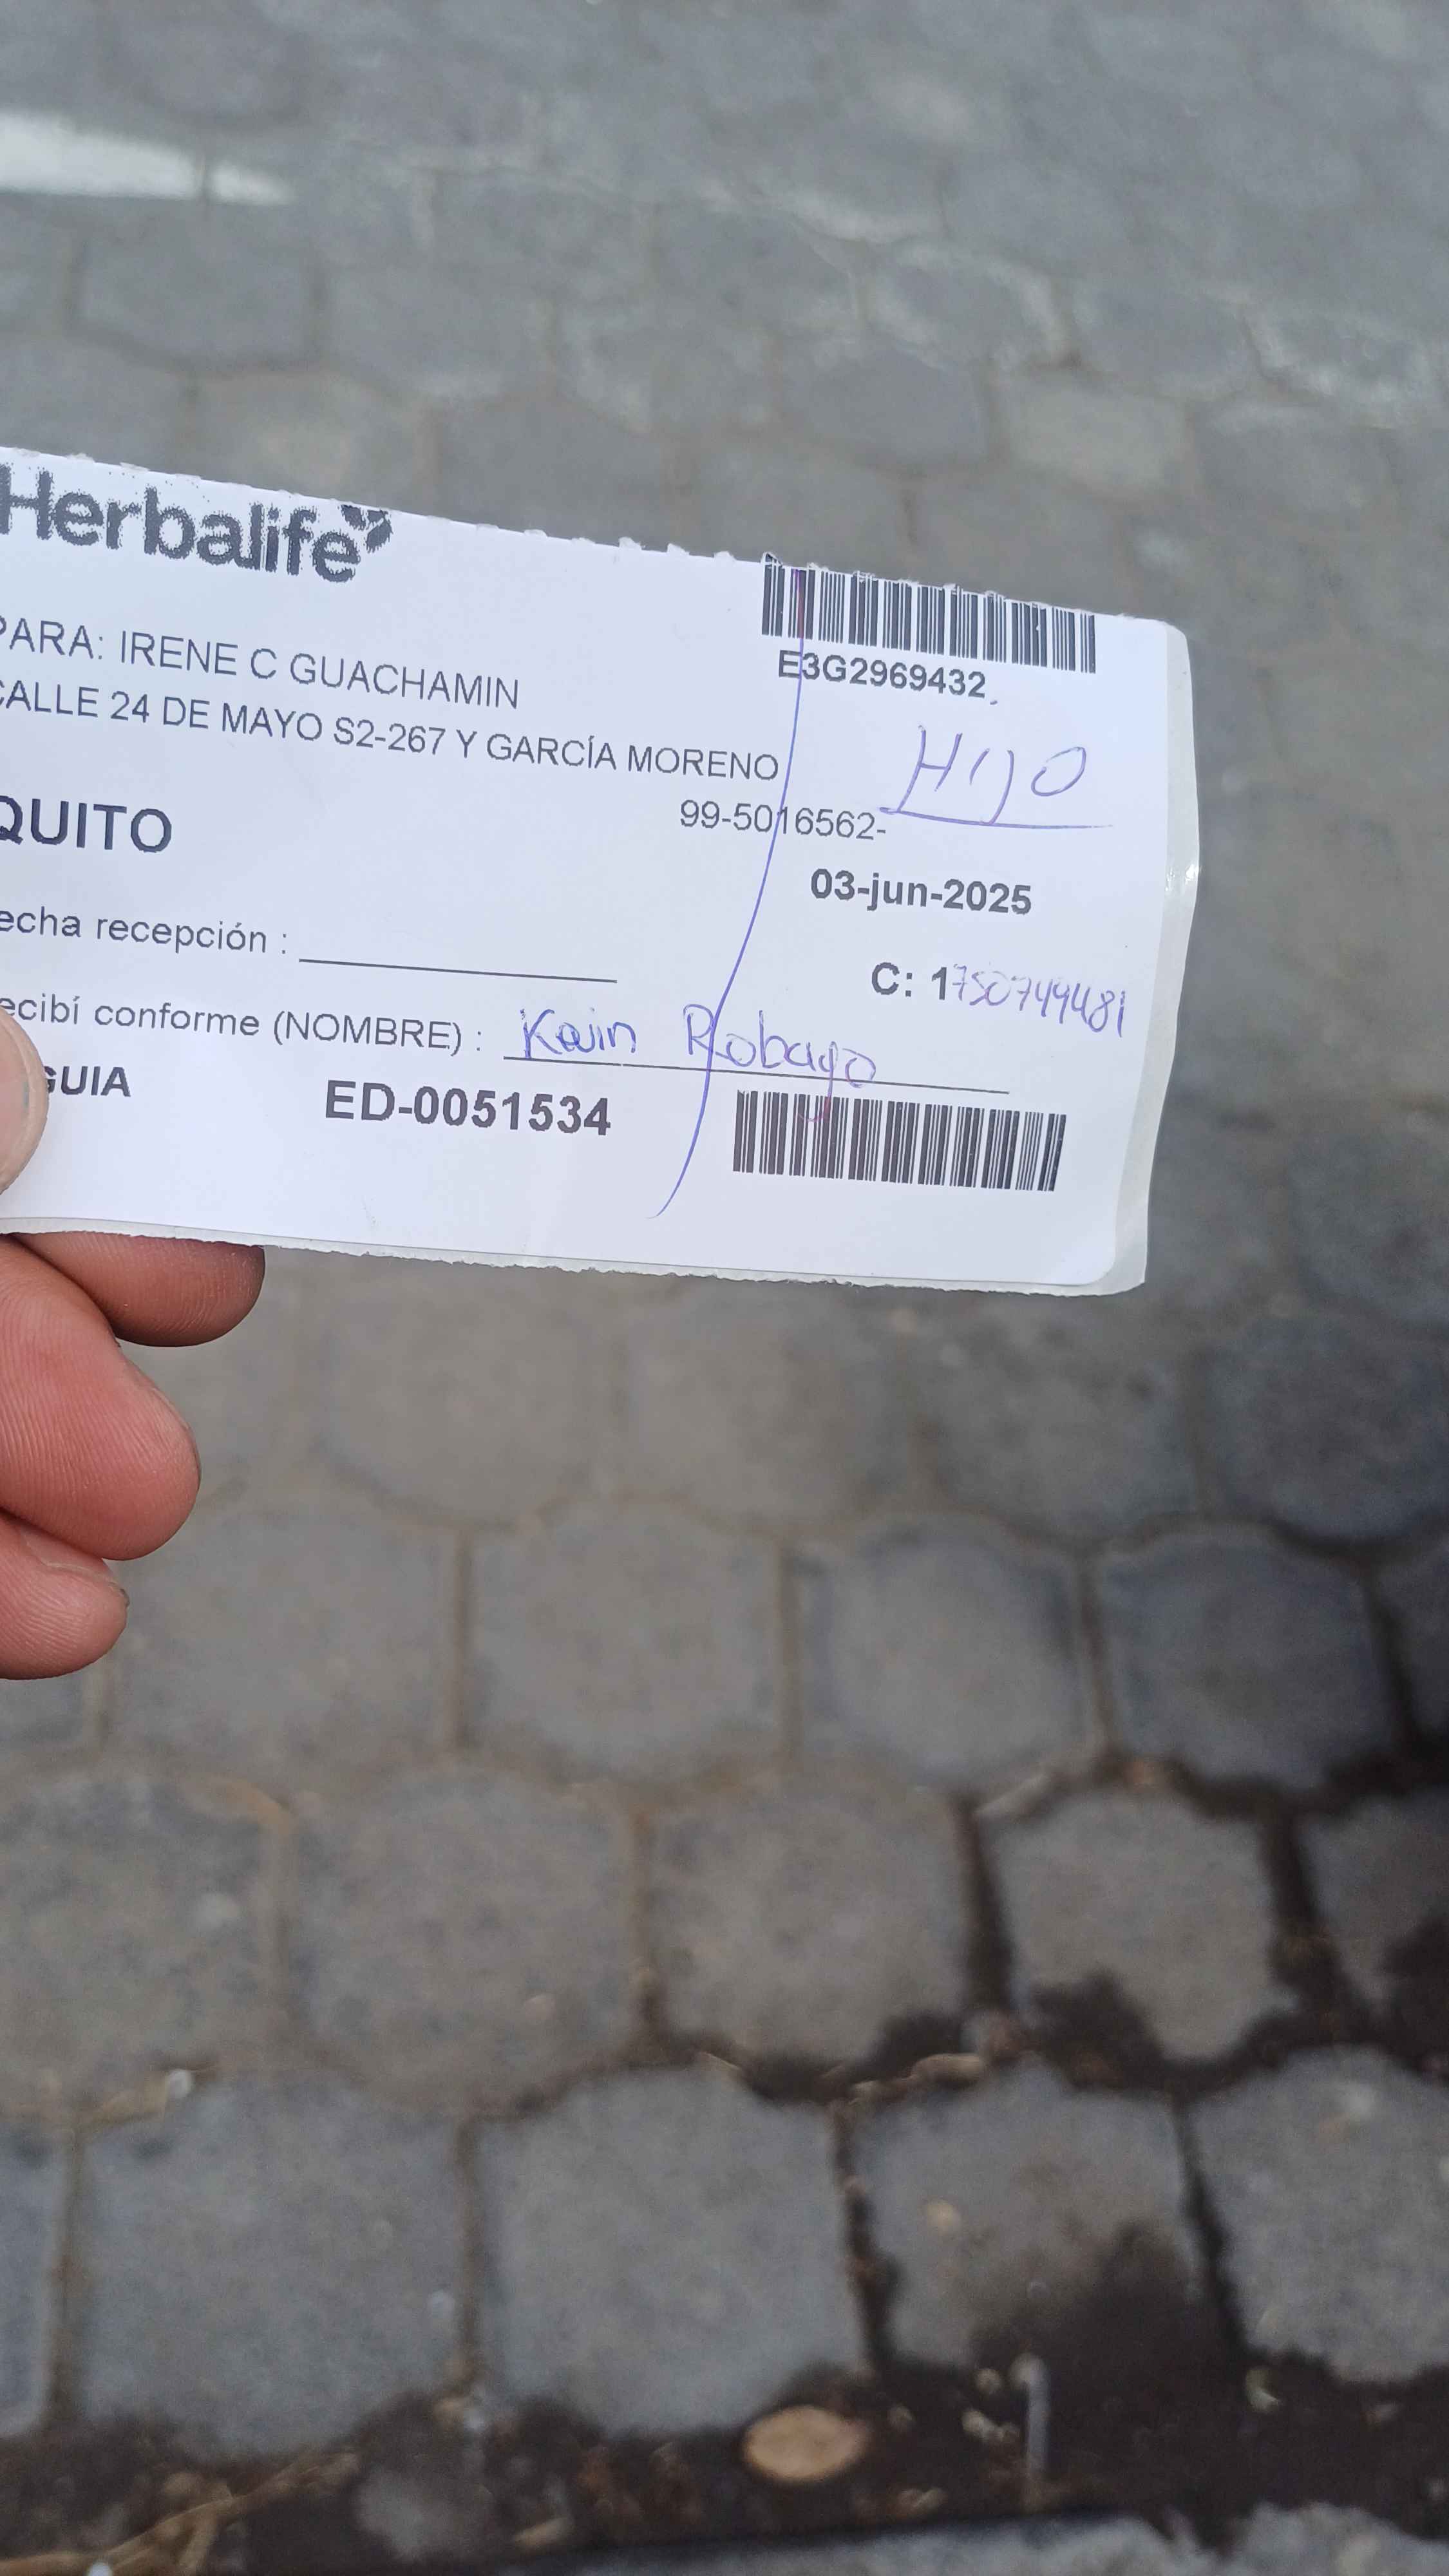 Herbalife
PARA: IRENE C GUACHAMIN
CALLE 24 DE MAYO S2-267 Y GARCÍA MORENO
QUITO
E3G2969432
HIJO
99-5016562-
03-jun-2025
echa recepción :
C: 1750749481
ecibí conforme (NOMBRE) : Kevin Robayo
GUIA ED-0051534